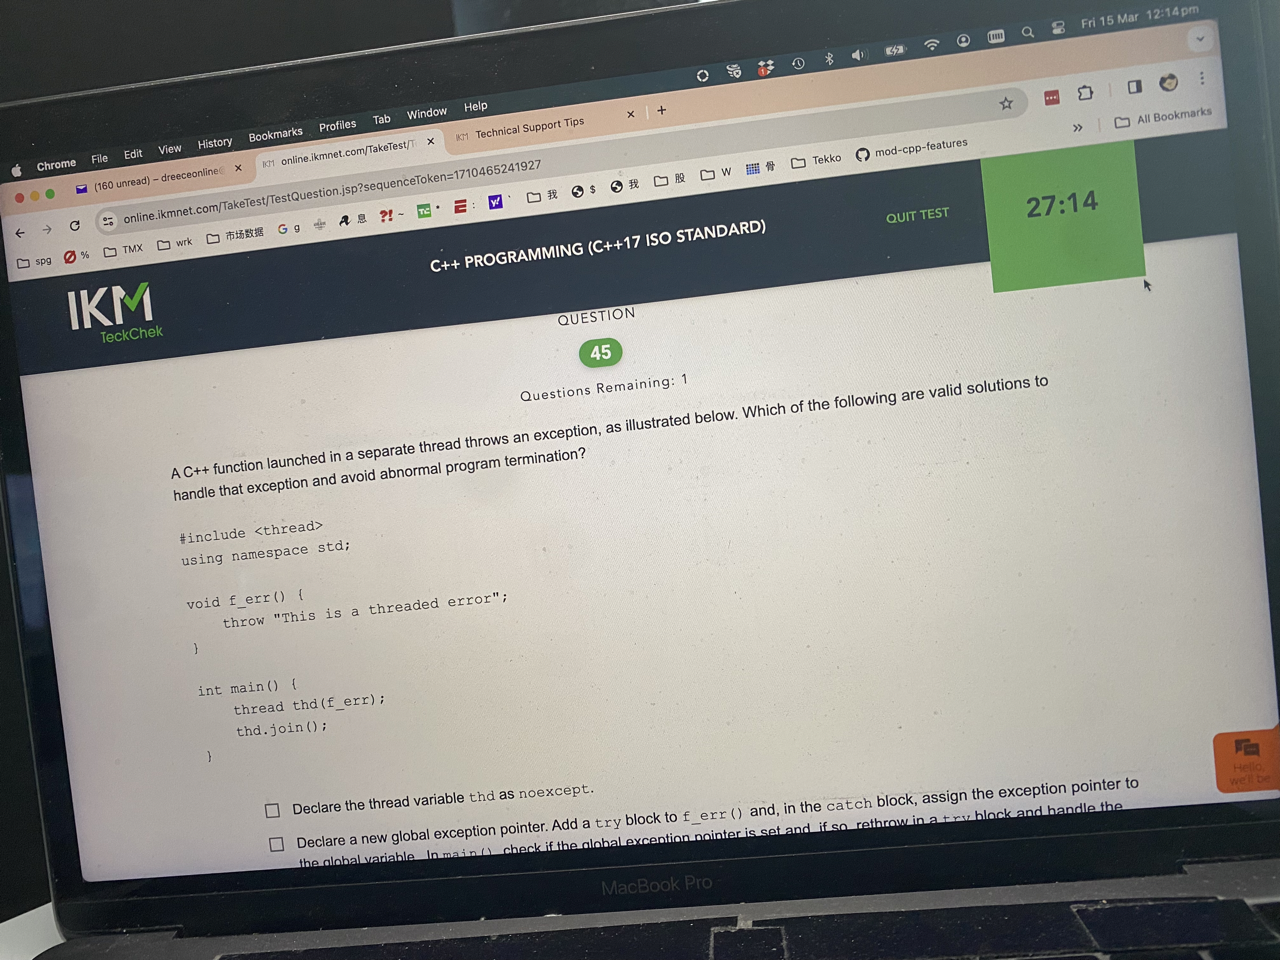 Chrome File Edit View History Bookmarks Profiles Tab Window Help
Fri 15 Mar 12:14pm
(160 unread) – dreeceonline@
online.ikmnet.com/TakeTest/T
IKM Technical Support Tips
online.ikmnet.com/TakeTest/TestQuestion.jsp?sequenceToken=1710465241927
spg % TMX wrk 市场数据 G g 息 ?! ~ TC * : y! 我 $ 我 股 W 骨 Tekko mod-cpp-features » All Bookmarks
IKM
TeckChek
C++ PROGRAMMING (C++17 ISO STANDARD)
QUIT TEST
27:14
QUESTION
45
Questions Remaining: 1
A C++ function launched in a separate thread throws an exception, as illustrated below. Which of the following are valid solutions to
handle that exception and avoid abnormal program termination?
#include <thread>
using namespace std;
void f_err() {
throw "This is a threaded error";
}
int main() {
thread thd(f_err);
thd.join();
}
Declare the thread variable thd as noexcept.
Declare a new global exception pointer. Add a try block to f_err() and, in the catch block, assign the exception pointer to
the global variable. In main(), check if the global exception pointer is set and, if so, rethrow in a try block and handle the
Hello,
we'll be
MacBook Pro